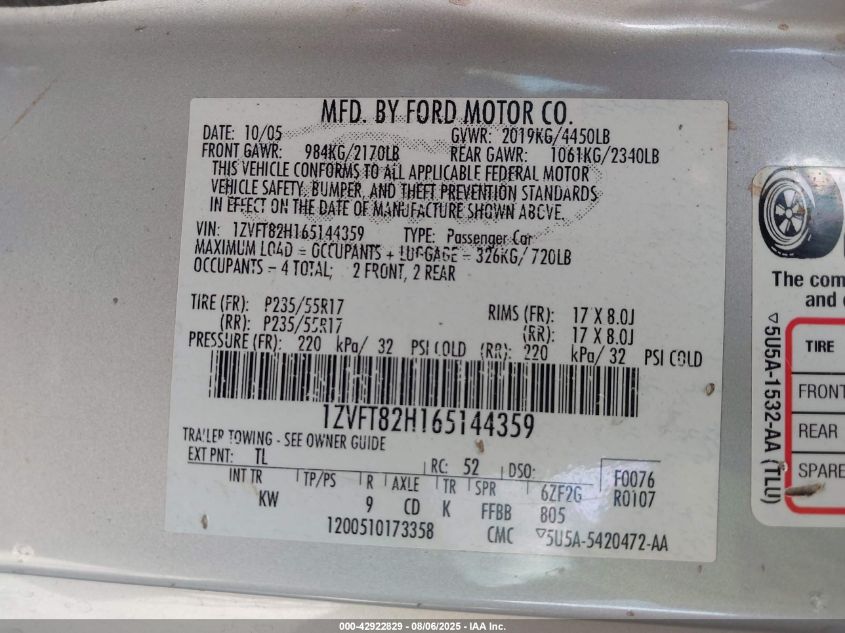 MFD. BY FORD MOTOR CO.
DATE: 10/05 GVWR: 2019KG/4450LB
FRONT GAWR: 984KG/2170LB REAR GAWR: 1061KG/2340LB
THIS VEHICLE CONFORMS TO ALL APPLICABLE FEDERAL MOTOR
VEHICLE SAFETY, BUMPER, AND THEFT PREVENTION STANDARDS
IN EFFECT ON THE DATE OF MANUFACTURE SHOWN ABOVE.
VIN: 1ZVFT82H165144359 TYPE: Passenger Car
MAXIMUM LOAD = OCCUPANTS + LUGGAGE = 326KG/ 720LB
OCCUPANTS - 4 TOTAL; 2 FRONT, 2 REAR
TIRE (FR): P235/55R17 RIMS (FR): 17 X 8.0J
(RR): P235/55R17 (RR): 17 X 8.0J
PRESSURE (FR): 220 kPa/ 32 PSI COLD (RR): 220 kPa/ 32 PSI COLD
1ZVFT82H165144359
TRAILER TOWING - SEE OWNER GUIDE
EXT PNT: TL RC: 52 DSO: F0076
INT TR TP/PS R AXLE TR SPR 6ZF2G R0107
KW 9 CD K FFBB 805
1200510173358 CMC ▽5U5A-5420472-AA
The com
and
▽5U5A-1532-AA (TLU)
TIRE
FRONT
REAR
SPARE
000-42922829 - 08/06/2025 - IAA Inc.